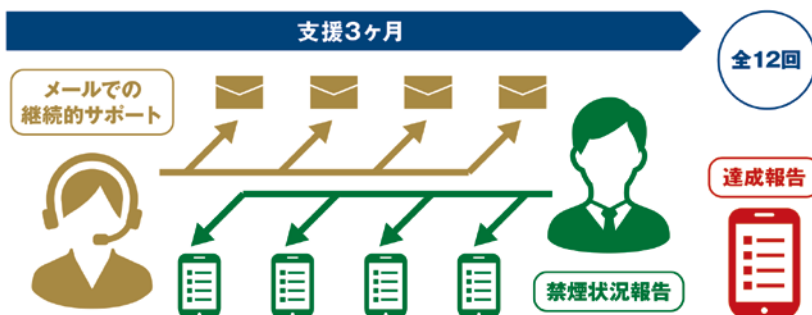 支援3ヶ月
全12回
メールでの
継続的サポート
達成報告
禁煙状況報告